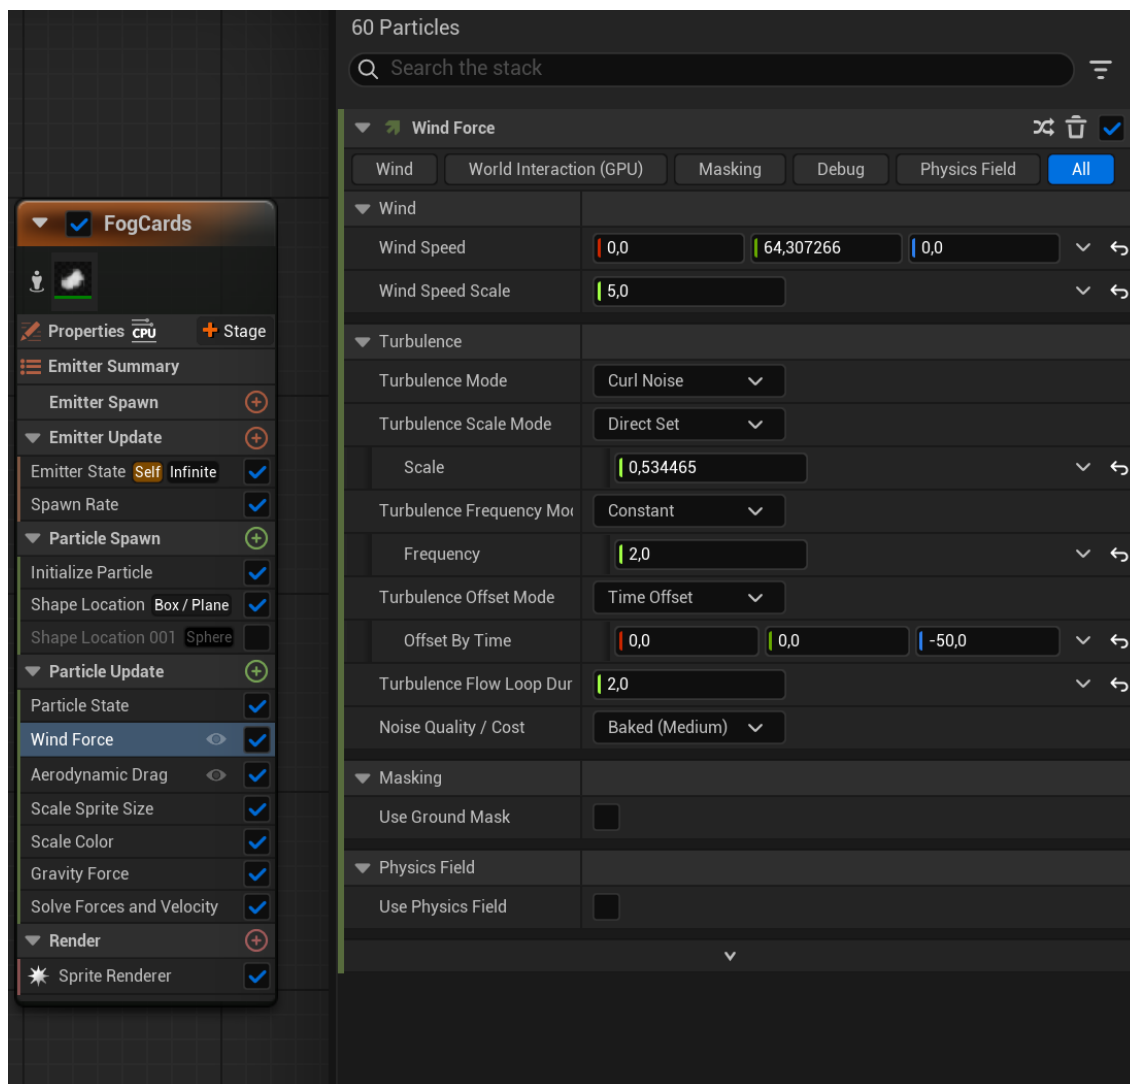 60 Particles
Search the stack
Wind Force
Wind
World Interaction (GPU)
Masking
Debug
Physics Field
All
Wind
Wind Speed 0,0 64,307266 0,0
Wind Speed Scale 5,0
Turbulence
Turbulence Mode Curl Noise
Turbulence Scale Mode Direct Set
Scale 0,534465
Turbulence Frequency Mo
Constant
Frequency 2,0
Turbulence Offset Mode Time Offset
Offset By Time 0,0 0,0 -50,0
Turbulence Flow Loop Dur 2,0
Noise Quality / Cost Baked (Medium)
Masking
Use Ground Mask
Physics Field
Use Physics Field
FogCards
Properties CPU + Stage
Emitter Summary
Emitter Spawn
Emitter Update
Emitter State Self Infinite
Spawn Rate
Particle Spawn
Initialize Particle
Shape Location Box / Plane
Shape Location 001 Sphere
Particle Update
Particle State
Wind Force
Aerodynamic Drag
Scale Sprite Size
Scale Color
Gravity Force
Solve Forces and Velocity
Render
Sprite Renderer